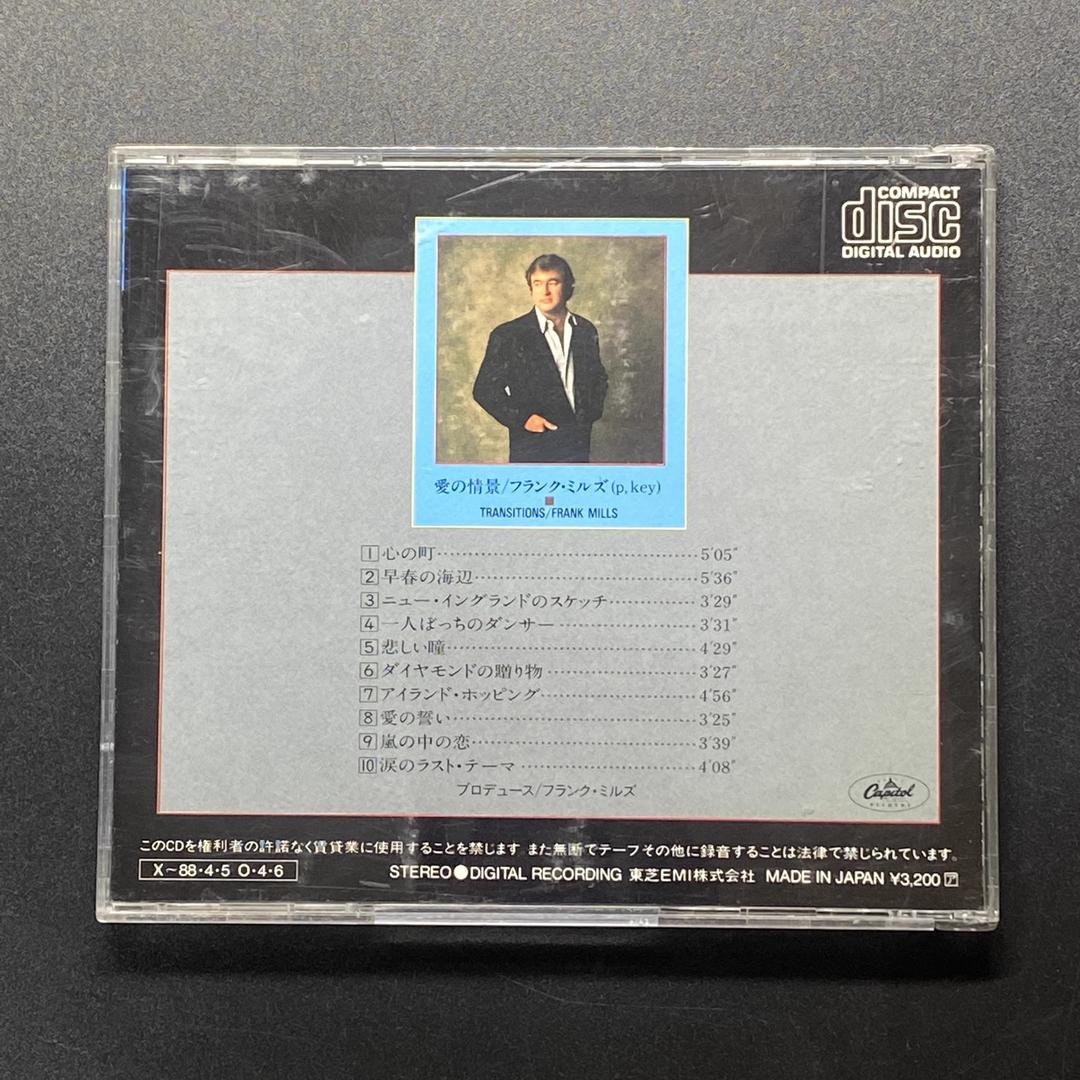 COMPACT
disc
DIGITAL AUDIO
愛の情景/フランク・ミルズ(p, key)
TRANSITIONS/FRANK MILLS
1 心の町 5′05″
2 早春の海辺 5′36″
3 ニュー・イングランドのスケッチ 3′29″
4 一人ぼっちのダンサー 3′31″
5 悲しい瞳 4′29″
6 ダイヤモンドの贈り物 3′27″
7 アイランド・ホッピング 4′56″
8 愛の誓い 3′25″
9 嵐の中の恋 3′39″
10 涙のラスト・テーマ 4′08″
プロデュース/フランク・ミルズ
Capitol
RECORDS
このCDを権利者の許諾なく賃貸業に使用することを禁じます。また無断でテープその他に録音することは法律で禁じられています。
X~88・4・5 O・4・6
STEREO●DIGITAL RECORDING 東芝EMI株式会社 MADE IN JAPAN ¥3,200 ア